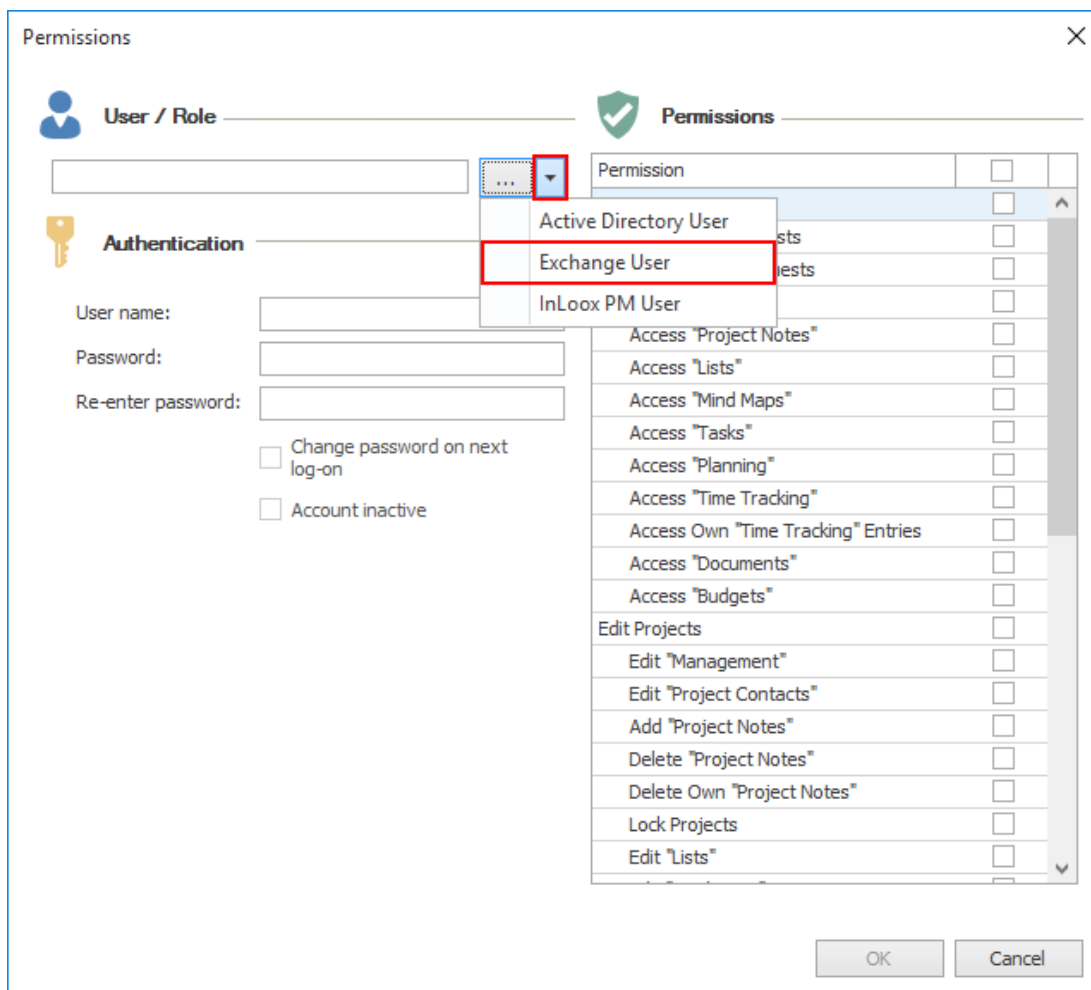 Permissions
User / Role
...
Active Directory User
Exchange User
InLoox PM User
Authentication
User name:
Password:
Re-enter password:
Change password on next
log-on
Account inactive
Permissions
Permission
Access "Project Notes"
Access "Lists"
Access "Mind Maps"
Access "Tasks"
Access "Planning"
Access "Time Tracking"
Access Own "Time Tracking" Entries
Access "Documents"
Access "Budgets"
Edit Projects
Edit "Management"
Edit "Project Contacts"
Add "Project Notes"
Delete "Project Notes"
Delete Own "Project Notes"
Lock Projects
Edit "Lists"
OK
Cancel